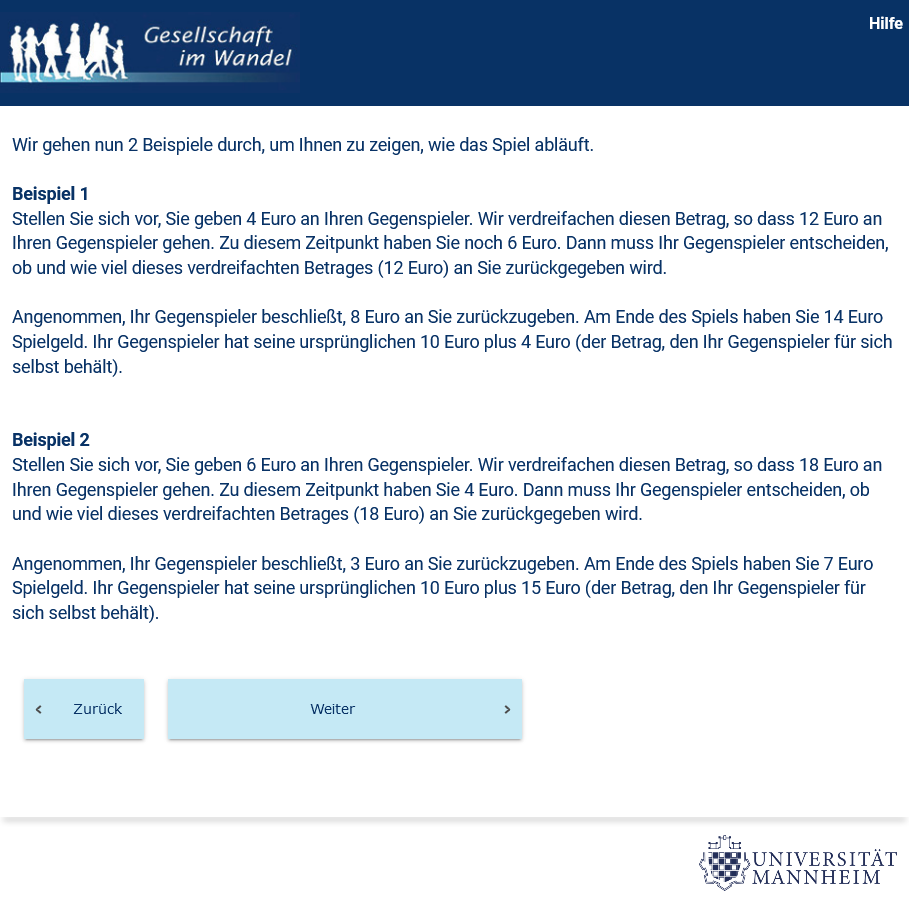 Gesellschaft
im Wandel
Hilfe
Wir gehen nun 2 Beispiele durch, um Ihnen zu zeigen, wie das Spiel abläuft.
Beispiel 1
Stellen Sie sich vor, Sie geben 4 Euro an Ihren Gegenspieler. Wir verdreifachen diesen Betrag, so dass 12 Euro an
Ihren Gegenspieler gehen. Zu diesem Zeitpunkt haben Sie noch 6 Euro. Dann muss Ihr Gegenspieler entscheiden,
ob und wie viel dieses verdreifachten Betrages (12 Euro) an Sie zurückgegeben wird.
Angenommen, Ihr Gegenspieler beschließt, 8 Euro an Sie zurückzugeben. Am Ende des Spiels haben Sie 14 Euro
Spielgeld. Ihr Gegenspieler hat seine ursprünglichen 10 Euro plus 4 Euro (der Betrag, den Ihr Gegenspieler für sich
selbst behält).
Beispiel 2
Stellen Sie sich vor, Sie geben 6 Euro an Ihren Gegenspieler. Wir verdreifachen diesen Betrag, so dass 18 Euro an
Ihren Gegenspieler gehen. Zu diesem Zeitpunkt haben Sie 4 Euro. Dann muss Ihr Gegenspieler entscheiden, ob
und wie viel dieses verdreifachten Betrages (18 Euro) an Sie zurückgegeben wird.
Angenommen, Ihr Gegenspieler beschließt, 3 Euro an Sie zurückzugeben. Am Ende des Spiels haben Sie 7 Euro
Spielgeld. Ihr Gegenspieler hat seine ursprünglichen 10 Euro plus 15 Euro (der Betrag, den Ihr Gegenspieler für
sich selbst behält).
Zurück
Weiter
UNIVERSITÄT
MANNHEIM